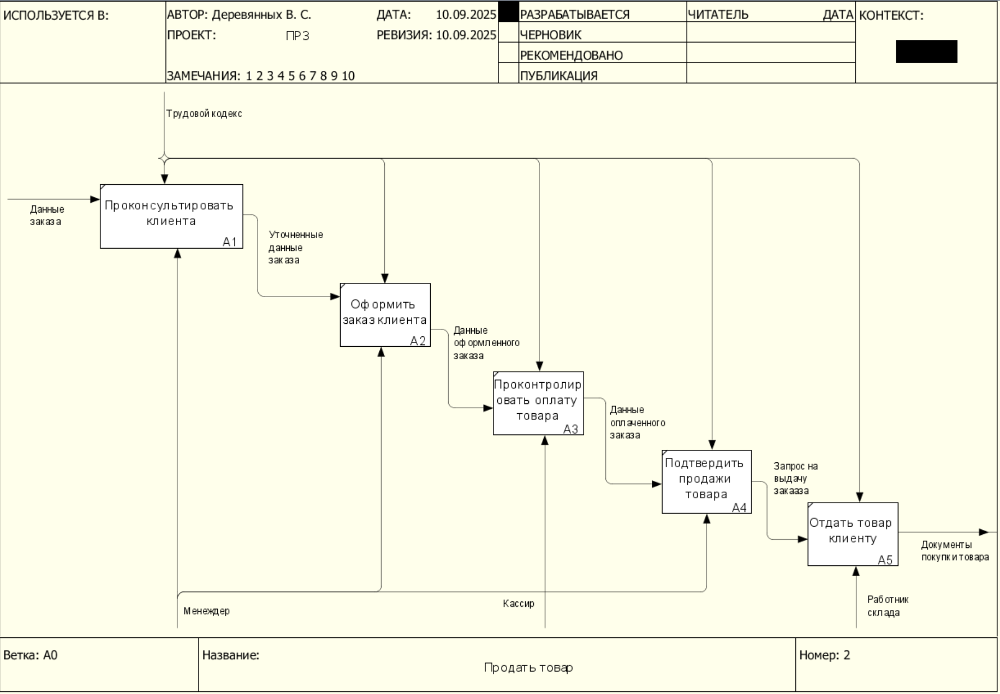 ИСПОЛЬЗУЕТСЯ В:
АВТОР: Деревянных В. С.
ДАТА: 10.09.2025
ПРОЕКТ: ПР3
РЕВИЗИЯ: 10.09.2025
ЗАМЕЧАНИЯ: 1 2 3 4 5 6 7 8 9 10
РАЗРАБАТЫВАЕТСЯ
ЧЕРНОВИК
РЕКОМЕНДОВАНО
ПУБЛИКАЦИЯ
ЧИТАТЕЛЬ ДАТА
КОНТЕКСТ:
Трудовой кодекс
Данные
заказа
Проконсультировать
клиента
A1
Уточненные
данные
заказа
Оформить
заказ клиента
A2
Данные
оформленного
заказа
Проконтролир
овать оплату
товара
A3
Данные
оплаченного
заказа
Подтвердить
продажи
товара
A4
Запрос на
выдачу
закааза
Отдать товар
клиенту
A5
Документы
покупки товара
Менеждер
Кассир
Работник
склада
Ветка: A0
Название:
Продать товар
Номер: 2